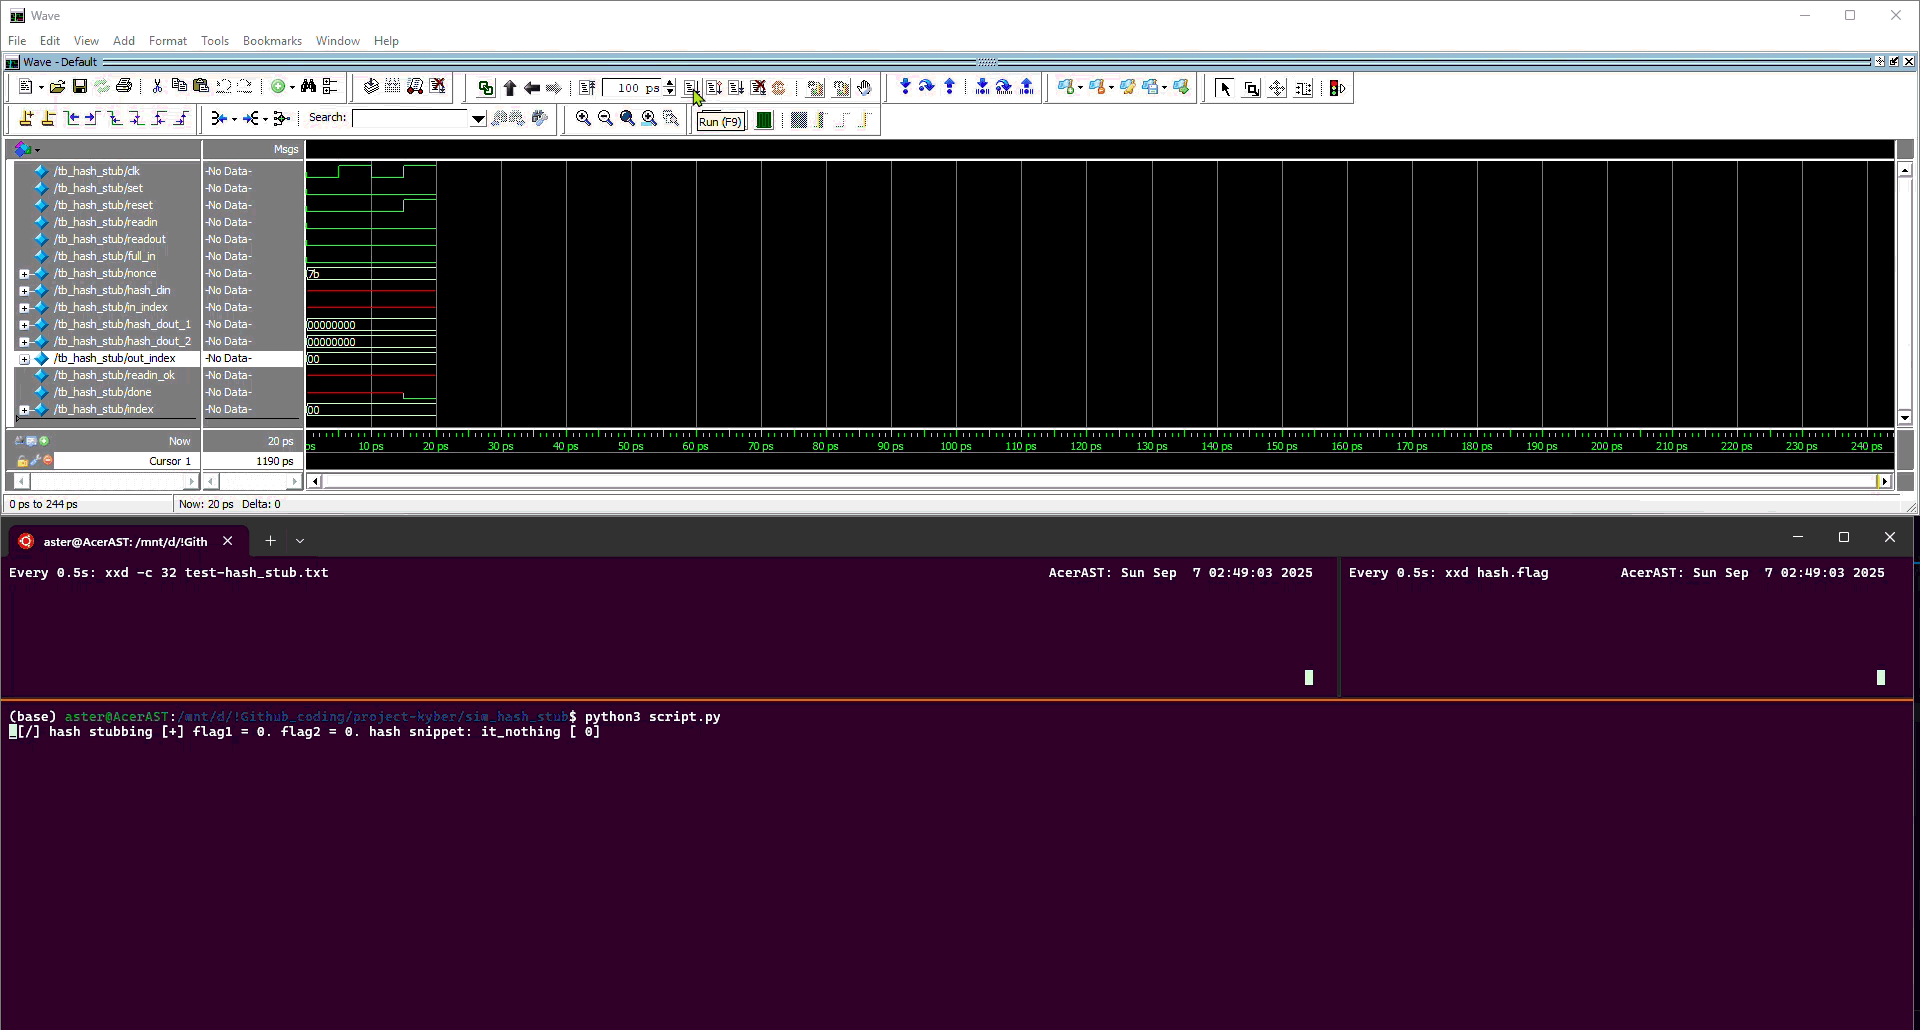 Wave
File Edit View Add Format Tools Bookmarks Window Help
Wave - Default
100 ps
Search:
Run (F9)
Msgs
/tb_hash_stub/clk -No Data-
/tb_hash_stub/set -No Data-
/tb_hash_stub/reset -No Data-
/tb_hash_stub/readin -No Data-
/tb_hash_stub/readout -No Data-
/tb_hash_stub/full_in -No Data-
/tb_hash_stub/nonce -No Data- 7b
/tb_hash_stub/hash_din -No Data-
/tb_hash_stub/in_index -No Data-
/tb_hash_stub/hash_dout_1 -No Data- 00000000
/tb_hash_stub/hash_dout_2 -No Data- 00000000
/tb_hash_stub/out_index -No Data- 00
/tb_hash_stub/readin_ok -No Data-
/tb_hash_stub/done -No Data-
/tb_hash_stub/index -No Data- 00
Now 20 ps
ps 10 ps 20 ps 30 ps 40 ps 50 ps 60 ps 70 ps 80 ps 90 ps 100 ps 110 ps 120 ps 130 ps 140 ps 150 ps 160 ps 170 ps 180 ps 190 ps 200 ps 210 ps 220 ps 230 ps 240 ps
Cursor 1 1190 ps
0 ps to 244 ps Now: 20 ps Delta: 0
aster@AcerAST: /mnt/d/!Gith
Every 0.5s: xxd -c 32 test-hash_stub.txt AcerAST: Sun Sep 7 02:49:03 2025
Every 0.5s: xxd hash.flag AcerAST: Sun Sep 7 02:49:03 2025
(base) aster@AcerAST:/mnt/d/!Github_coding/project-kyber/sim_hash_stub$ python3 script.py
[/] hash stubbing [+] flag1 = 0. flag2 = 0. hash snippet: it_nothing [ 0]